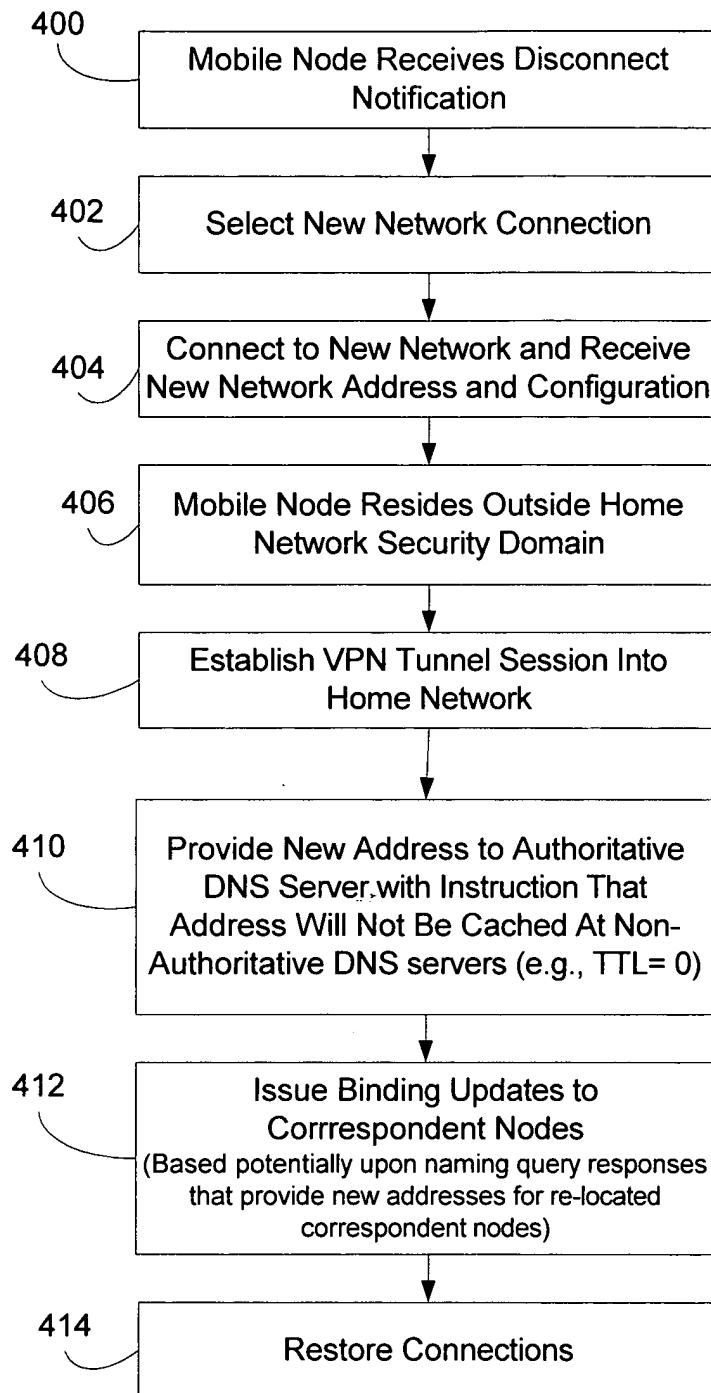 400
Mobile Node Receives Disconnect
Notification
402
Select New Network Connection
404
Connect to New Network and Receive
New Network Address and Configuration
406
Mobile Node Resides Outside Home
Network Security Domain
408
Establish VPN Tunnel Session Into
Home Network
410
Provide New Address to Authoritative
DNS Server with Instruction That
Address Will Not Be Cached At Non-
Authoritative DNS servers (e.g., TTL= 0)
412
Issue Binding Updates to
Corrrespondent Nodes
(Based potentially upon naming query responses
that provide new addresses for re-located
correspondent nodes)
414
Restore Connections